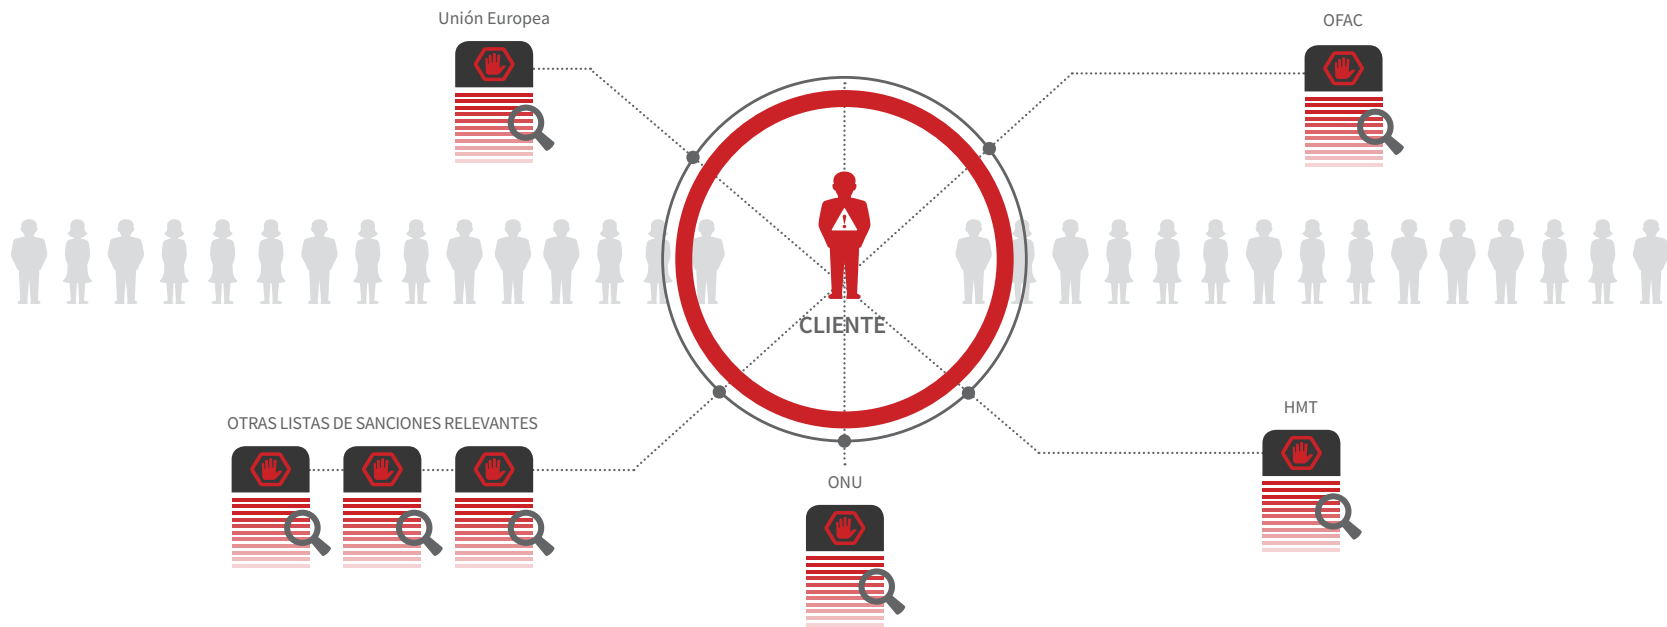 Unión Europea
OFAC
CLIENTE
OTRAS LISTAS DE SANCIONES RELEVANTES
HMT
ONU